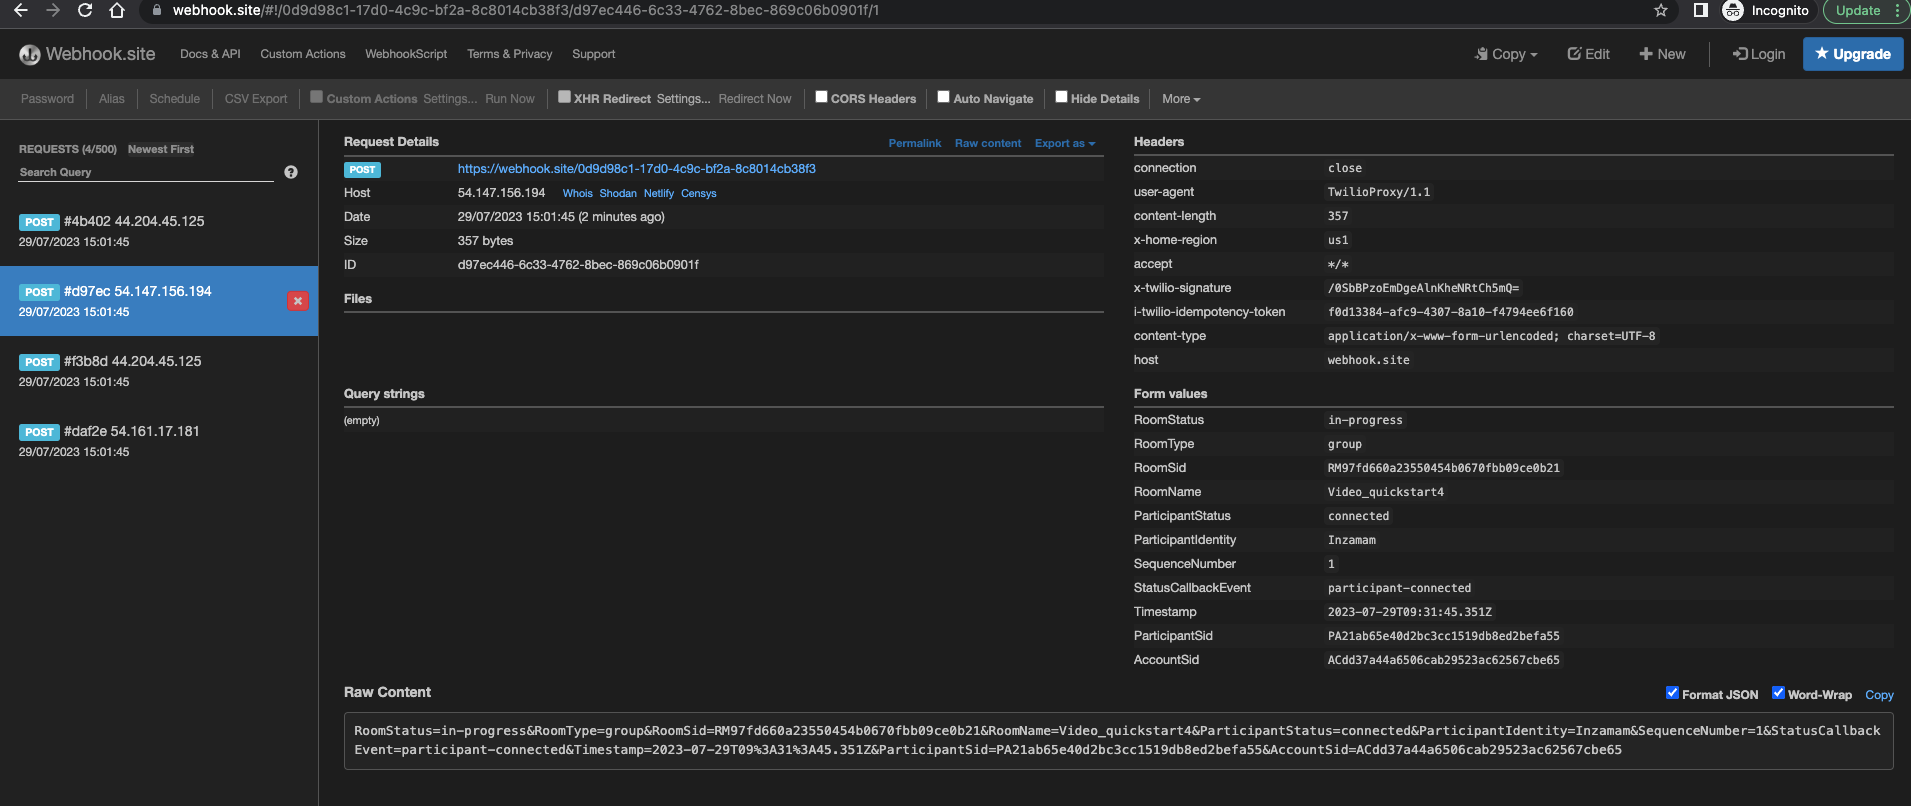 webhook.site/#!/0d9d98c1-17d0-4c9c-bf2a-8c8014cb38f3/d97ec446-6c33-4762-8bec-869c06b0901f/1 Incognito Update
Webhook.site Docs & API Custom Actions WebhookScript Terms & Privacy Support Copy Edit New Login Upgrade
Password Alias Schedule CSV Export Custom Actions Settings... Run Now XHR Redirect Settings... Redirect Now CORS Headers Auto Navigate Hide Details More
REQUESTS (4/500) Newest First
Search Query
POST #4b402 44.204.45.125
29/07/2023 15:01:45
POST #d97ec 54.147.156.194
29/07/2023 15:01:45
POST #f3b8d 44.204.45.125
29/07/2023 15:01:45
POST #daf2e 54.161.17.181
29/07/2023 15:01:45
Request Details Permalink Raw content Export as
POST https://webhook.site/0d9d98c1-17d0-4c9c-bf2a-8c8014cb38f3
Host 54.147.156.194 Whois Shodan Netlify Censys
Date 29/07/2023 15:01:45 (2 minutes ago)
Size 357 bytes
ID d97ec446-6c33-4762-8bec-869c06b0901f
Files
Query strings
(empty)
Headers
connection close
user-agent TwilioProxy/1.1
content-length 357
x-home-region us1
accept */*
x-twilio-signature /0SbBPzoEmDgeAlnKheNRtCh5mQ=
i-twilio-idempotency-token f0d13384-afc9-4307-8a10-f4794ee6f160
content-type application/x-www-form-urlencoded; charset=UTF-8
host webhook.site
Form values
RoomStatus in-progress
RoomType group
RoomSid RM97fd660a23550454b0670fbb09ce0b21
RoomName Video_quickstart4
ParticipantStatus connected
ParticipantIdentity Inzamam
SequenceNumber 1
StatusCallbackEvent participant-connected
Timestamp 2023-07-29T09:31:45.351Z
ParticipantSid PA21ab65e40d2bc3cc1519db8ed2befa55
AccountSid ACdd37a44a6506cab29523ac62567cbe65
Raw Content Format JSON Word-Wrap Copy
RoomStatus=in-progress&RoomType=group&RoomSid=RM97fd660a23550454b0670fbb09ce0b21&RoomName=Video_quickstart4&ParticipantStatus=connected&ParticipantIdentity=Inzamam&SequenceNumber=1&StatusCallback
Event=participant-connected&Timestamp=2023-07-29T09%3A31%3A45.351Z&ParticipantSid=PA21ab65e40d2bc3cc1519db8ed2befa55&AccountSid=ACdd37a44a6506cab29523ac62567cbe65